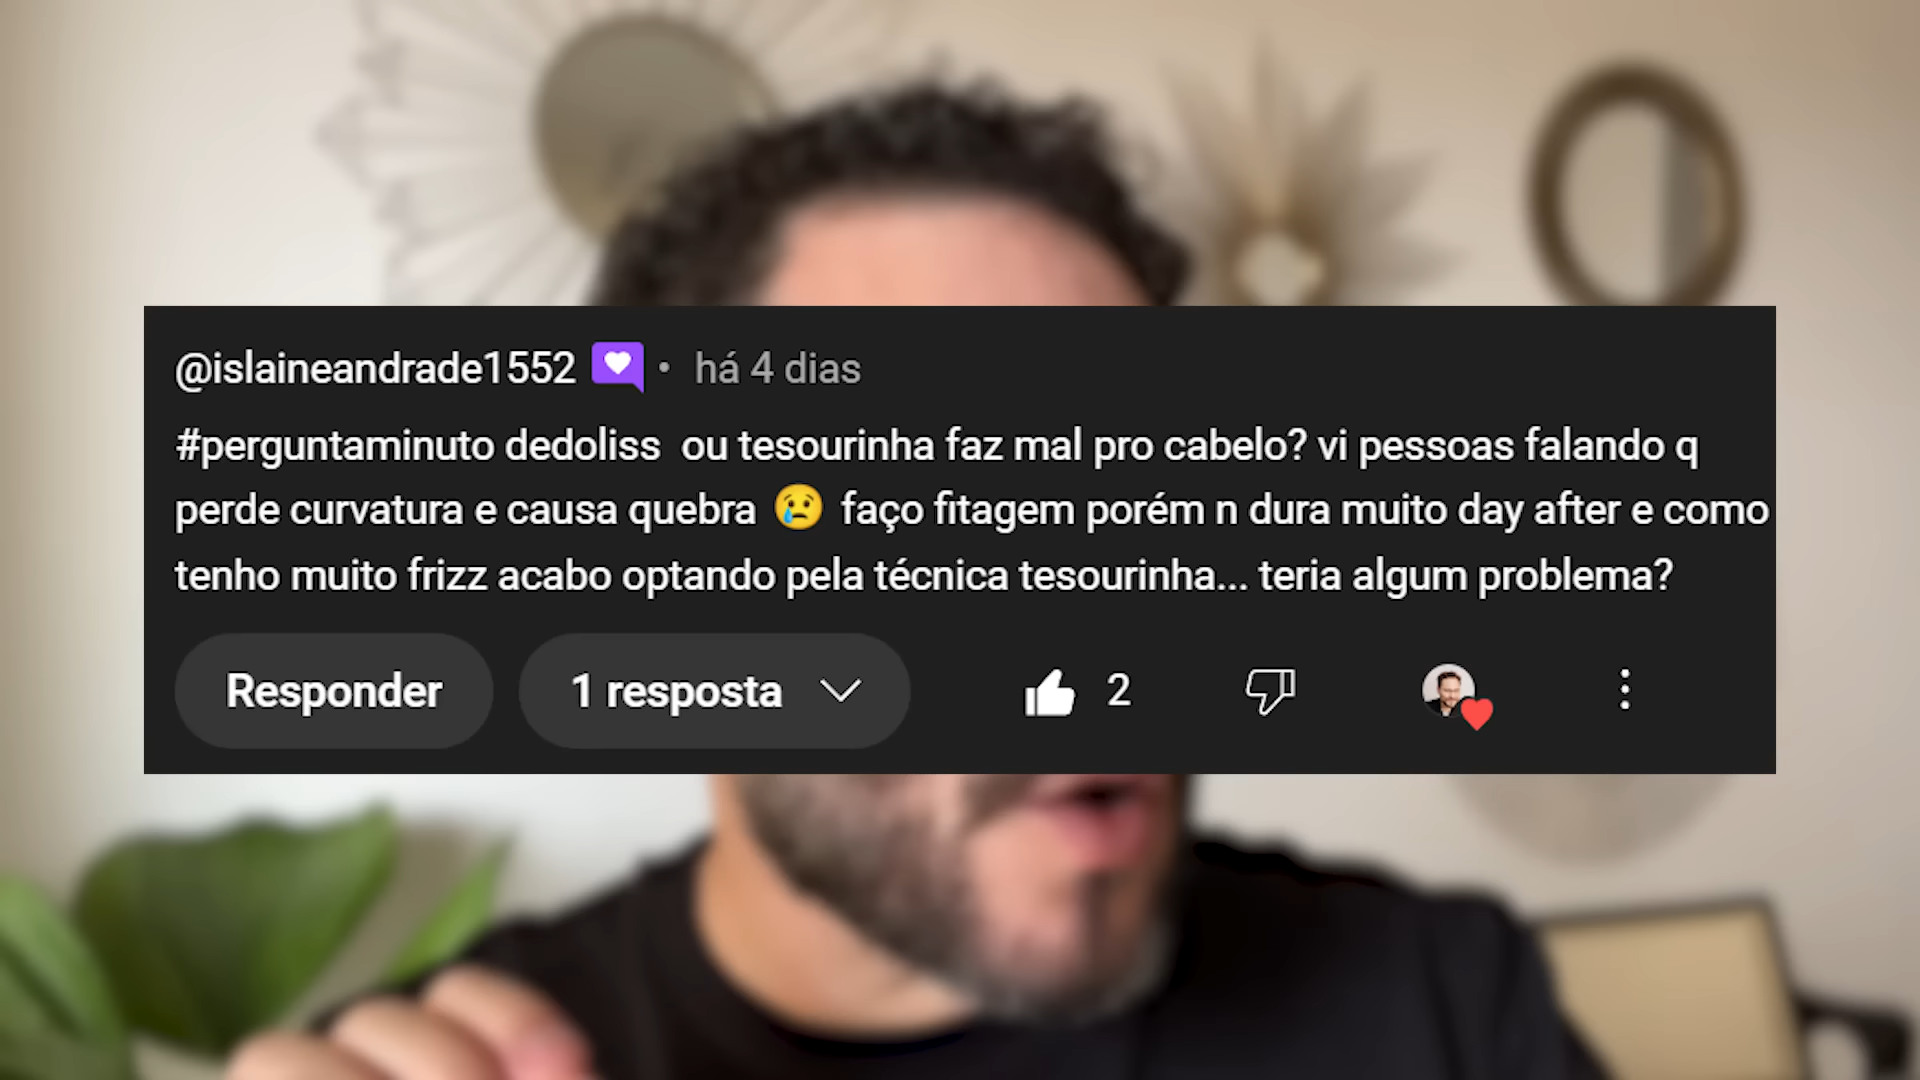 @islaineandrade1552 • há 4 dias
#perguntaminuto dedoliss ou tesourinha faz mal pro cabelo? vi pessoas falando q
perde curvatura e causa quebra 😢 faço fitagem porém n dura muito day after e como
tenho muito frizz acabo optando pela técnica tesourinha... teria algum problema?
Responder 1 resposta 2